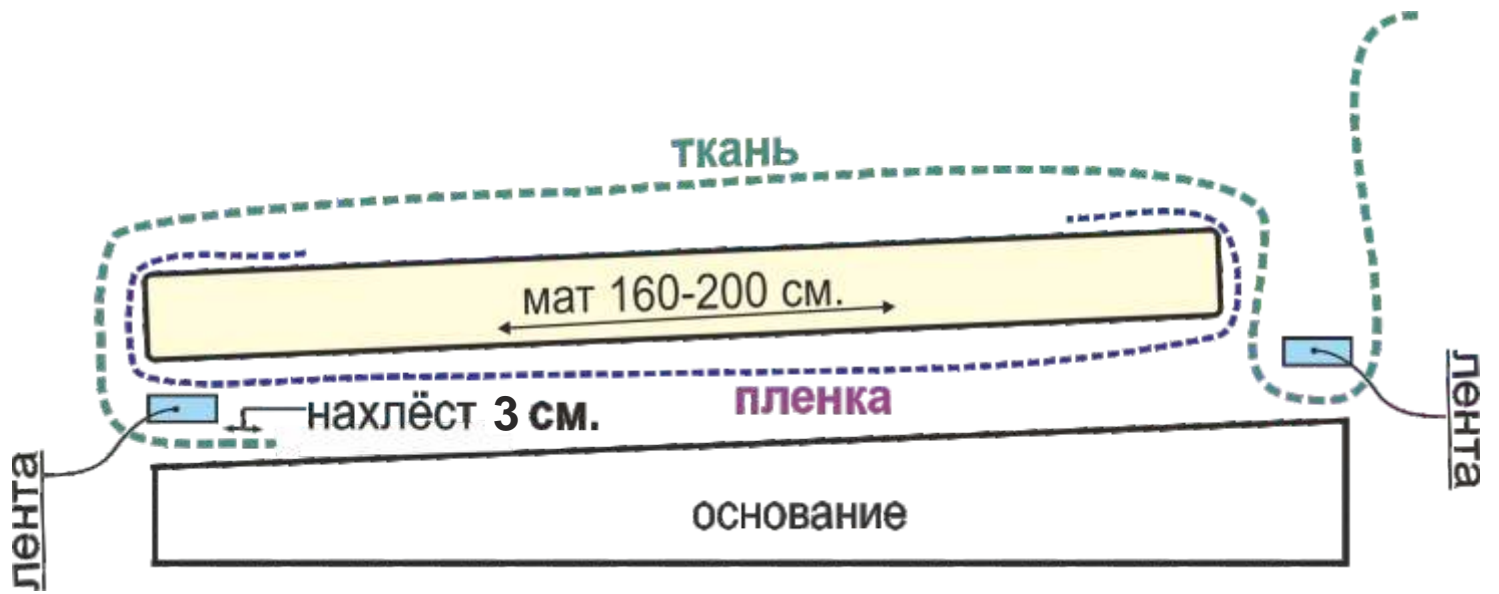 ткань
мат 160-200 см.
пленка
нахлёст 3 см.
лента
лента
основание